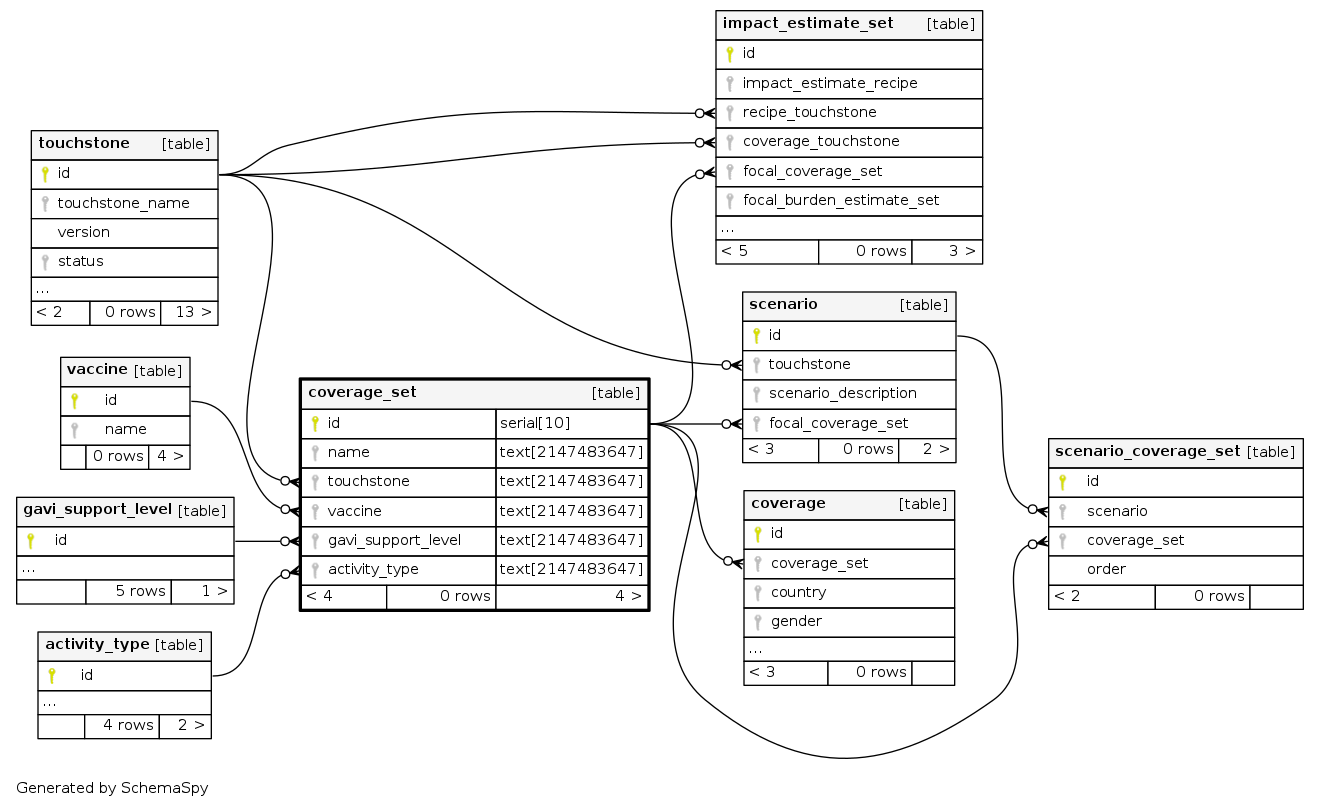 impact_estimate_set [table]
id
impact_estimate_recipe
recipe_touchstone
coverage_touchstone
focal_coverage_set
focal_burden_estimate_set
...
< 5 0 rows 3 >
touchstone [table]
id
touchstone_name
version
status
...
< 2 0 rows 13 >
scenario [table]
id
touchstone
scenario_description
focal_coverage_set
< 3 0 rows 2 >
vaccine [table]
id
name
0 rows 4 >
coverage_set [table]
id serial[10]
name text[2147483647]
touchstone text[2147483647]
vaccine text[2147483647]
gavi_support_level text[2147483647]
activity_type text[2147483647]
< 4 0 rows 4 >
scenario_coverage_set [table]
id
scenario
coverage_set
order
< 2 0 rows
gavi_support_level [table]
id
...
5 rows 1 >
coverage [table]
id
coverage_set
country
gender
...
< 3 0 rows
activity_type [table]
id
...
4 rows 2 >
Generated by SchemaSpy